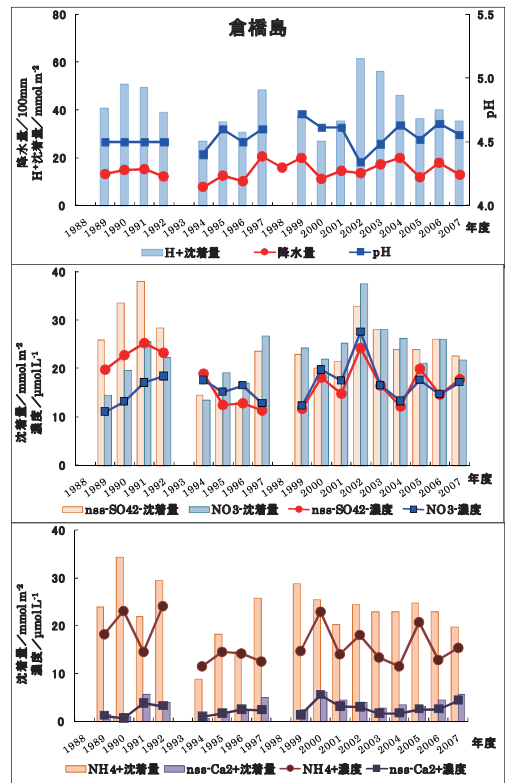 倉橋島
降水量／100mm
H⁺沈着量／mmol m⁻²
80
60
40
20
0
5.5
5.0
4.5
4.0
pH
1988 1989 1990 1991 1992 1993 1994 1995 1996 1997 1998 1999 2000 2001 2002 2003 2004 2005 2006 2007 年度
H+沈着量 降水量 pH
沈着量／mmol m⁻²
濃度／μmol L⁻¹
40
30
20
10
0
1988 1989 1990 1991 1992 1993 1994 1995 1996 1997 1998 1999 2000 2001 2002 2003 2004 2005 2006 2007 年度
nss-SO42-沈着量 NO3-沈着量 nss-SO42-濃度 NO3-濃度
沈着量／mmol m⁻²
濃度／μmol L⁻¹
40
30
20
10
0
1988 1989 1990 1991 1992 1993 1994 1995 1996 1997 1998 1999 2000 2001 2002 2003 2004 2005 2006 2007 年度
NH4+沈着量 nss-Ca2+沈着量 NH4+濃度 nss-Ca2+濃度